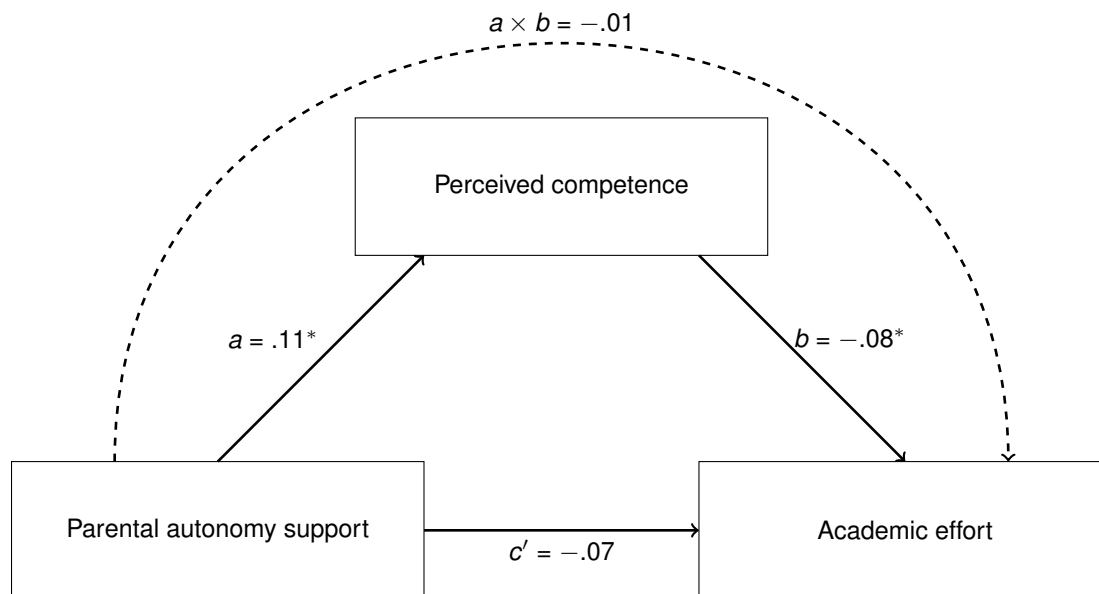 a × b = −.01
Perceived competence
a = .11*
b = −.08*
Parental autonomy support
c′ = −.07
Academic effort